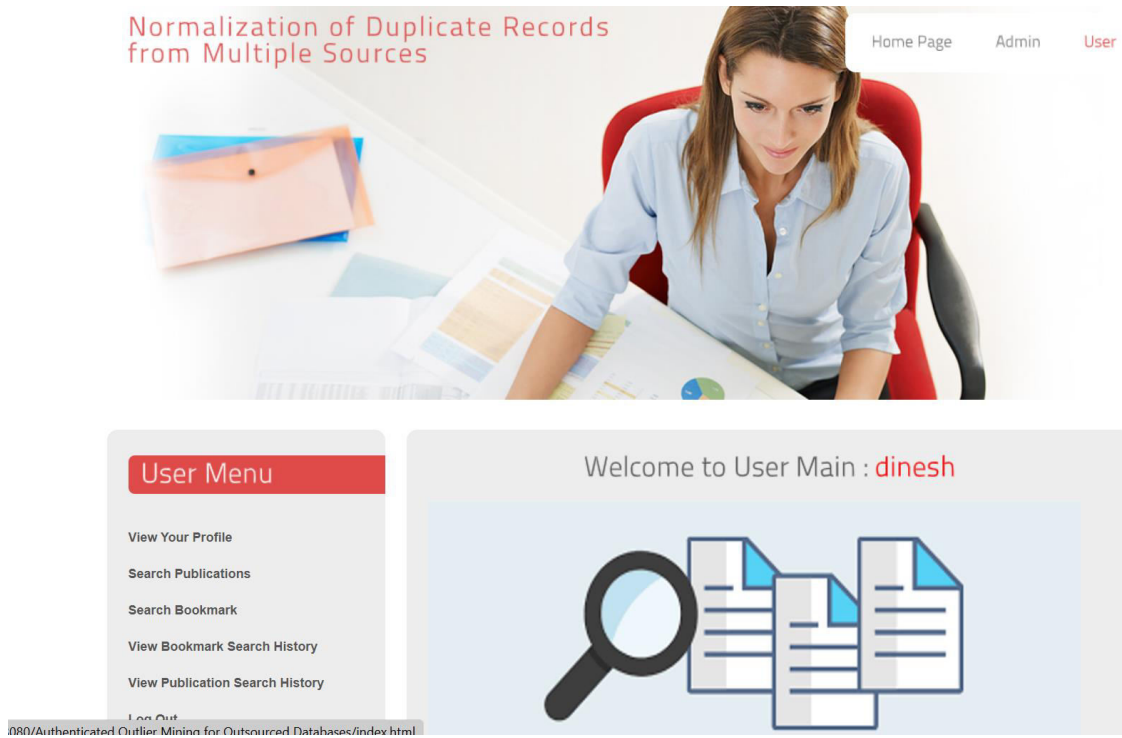 Normalization of Duplicate Records
from Multiple Sources
Home Page Admin User
User Menu
View Your Profile
Search Publications
Search Bookmark
View Bookmark Search History
View Publication Search History
Log Out
Welcome to User Main : dinesh
080/Authenticated Outlier Mining for Outsourced Databases/index.html